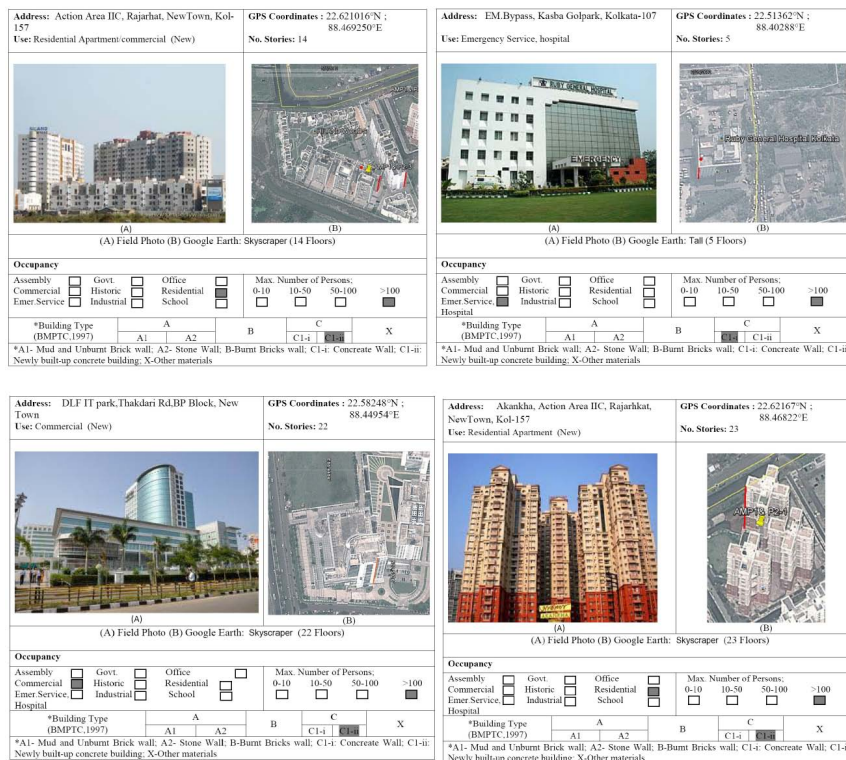 Address: Action Area IIC, Rajarhat, NewTown, Kol-
157
Use: Residential Apartment/commercial (New)
GPS Coordinates : 22.621016°N ;
88.469250°E
No. Stories: 14
(A)
(B)
(A) Field Photo (B) Google Earth: Skyscraper (14 Floors)
Occupancy
Assembly Govt. Office Max. Number of Persons;
Commercial Historic Residential 0-10 10-50 50-100 >100
Emer.Service Industrial School
*Building Type A B C X
(BMPTC,1997) A1 A2 C1-i C1-ii
*A1- Mud and Unburnt Brick wall; A2- Stone Wall; B-Burnt Bricks wall; C1-i: Concreate Wall; C1-ii:
Newly built-up concrete building; X-Other materials
Address: EM.Bypass, Kasba Golpark, Kolkata-107
Use: Emergency Service, hospital
GPS Coordinates : 22.51362°N ;
88.40288°E
No. Stories: 5
RUBY GENERAL HOSPITAL
EMERGENCY
Ruby General Hospital Kolkata
(A)
(B)
(A) Field Photo (B) Google Earth: Tall (5 Floors)
Occupancy
Assembly Govt. Office Max. Number of Persons;
Commercial Historic Residential 0-10 10-50 50-100 >100
Emer.Service, Industrial School
Hospital
*Building Type A B C X
(BMPTC,1997) A1 A2 C1-i C1-ii
*A1- Mud and Unburnt Brick wall; A2- Stone Wall; B-Burnt Bricks wall; C1-i: Concreate Wall; C1-ii:
Newly built-up concrete building; X-Other materials
Address: DLF IT park,Thakdari Rd,BP Block, New
Town
Use: Commercial (New)
GPS Coordinates : 22.58248°N ;
88.44954°E
No. Stories: 22
(A)
(B)
(A) Field Photo (B) Google Earth: Skyscraper (22 Floors)
Occupancy
Assembly Govt. Office Max. Number of Persons;
Commercial Historic Residential 0-10 10-50 50-100 >100
Emer.Service, Industrial School
Hospital
*Building Type A B C X
(BMPTC,1997) A1 A2 C1-i C1-ii
*A1- Mud and Unburnt Brick wall; A2- Stone Wall; B-Burnt Bricks wall; C1-i: Concreate Wall; C1-ii:
Newly built-up concrete building; X-Other materials
Address: Akankha, Action Area IIC, Rajarhkat,
NewTown, Kol-157
Use: Residential Apartment (New)
GPS Coordinates : 22.62167°N ;
88.46822°E
No. Stories: 23
(A)
(B)
(A) Field Photo (B) Google Earth: Skyscraper (23 Floors)
Occupancy
Assembly Govt. Office Max. Number of Persons;
Commercial Historic Residential 0-10 10-50 50-100 >100
Emer.Service, Industrial School
Hospital
*Building Type A B C X
(BMPTC,1997) A1 A2 C1-i C1-ii
*A1- Mud and Unburnt Brick wall; A2- Stone Wall; B-Burnt Bricks wall; C1-i: Concreate Wall; C1-i
Newly built-up concrete building; X-Other materials